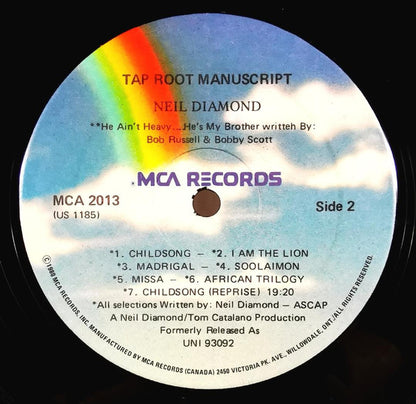 TAP ROOT MANUSCRIPT
NEIL DIAMOND
**He Ain't Heavy...He's My Brother writteh By:
Bob Russell & Bobby Scott
MCA RECORDS
MCA 2013
(US 1185)
Side 2
*1. CHILDSONG – *2. I AM THE LION
*3. MADRIGAL – *4. SOOLAIMON
*5. MISSA – *6. AFRICAN TRILOGY
*7. CHILDSONG (REPRISE) 19:20
*All selections Written by: Neil Diamond – ASCAP
A Neil Diamond/Tom Catalano Production
Formerly Released As
UNI 93092
©1980 MCA RECORDS, INC. MANUFACTURED BY MCA RECORDS (CANADA) 2450 VICTORIA PK. AVE., WILLOWDALE, ONT./ALL RIGHTS RESERVED.